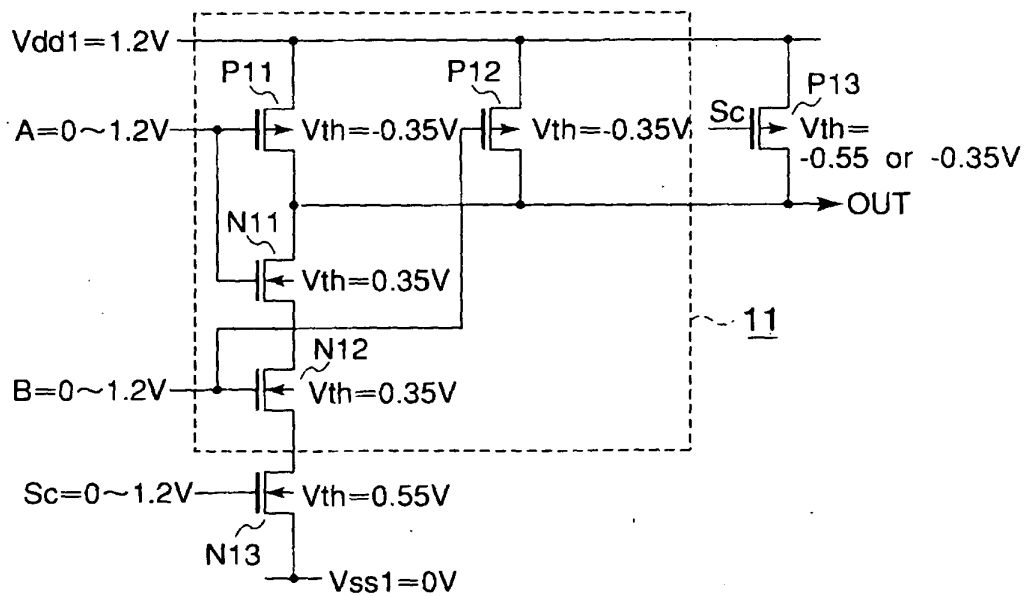 Vdd1=1.2V
P11
P12
P13
A=0~1.2V
Vth=-0.35V
Vth=-0.35V
Sc
Vth=
-0.55 or -0.35V
OUT
N11
Vth=0.35V
11
N12
B=0~1.2V
Vth=0.35V
Sc=0~1.2V
Vth=0.55V
N13
Vss1=0V